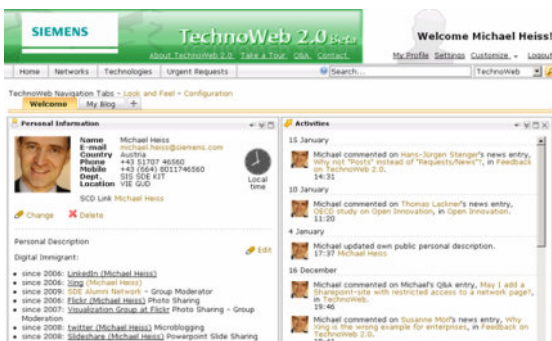 SIEMENS
TechnoWeb 2.0 Beta
Welcome Michael Heiss!
About TechnoWeb 2.0 Take a Tour Q&A Contact
My Profile Settings Customize Logout
Home Networks Technologies Urgent Requests Search... TechnoWeb
TechnoWeb Navigation Tabs - Look and Feel - Configuration
Welcome My Blog +
Personal Information
Name Michael Heiss
E-mail michael.heiss@siemens.com
Country Austria
Phone +43 51707 46560
Mobile +43 (664) 8011746560
Dept. SIS SDE KIT
Location VIE GUD
Local time
SCD Link Michael Heiss
Change Delete
Personal Description
Edit
Digital Immigrant:
• since 2006: LinkedIn (Michael Heiss)
• since 2006: Xing (Michael Heiss)
• since 2009: SDE Alumni Network - Group Moderator
• since 2006: Flickr (Michael Heiss) Photo Sharing
• since 2007: Visualization Group at Flickr Photo Sharing - Group
Moderation
• since 2008: twitter (Michael Heiss) Microblogging
• since 2008: Slideshare (Michael Heiss) Powerpoint Slide Sharing
Activities
15 January
Michael commented on Hans-Jürgen Stenger's news entry,
Why not "Posts" instead of "Requests/News"?, in Feedback
on TechnoWeb 2.0.
14:31
10 January
Michael commented on Thomas Lackner's news entry,
OECD study on Open Innovation, in Open Innovation.
11:20
4 January
Michael updated own public personal description.
17:37 Michael Heiss
16 December
Michael commented on Michael's Q&A entry, May I add a
Sharepoint-site with restricted access to a network page?,
in TechnoWeb.
19:46
Michael commented on Susanne Mörl's news entry, Why
Xing is the wrong example for enterprises, in Feedback on
TechnoWeb 2.0.